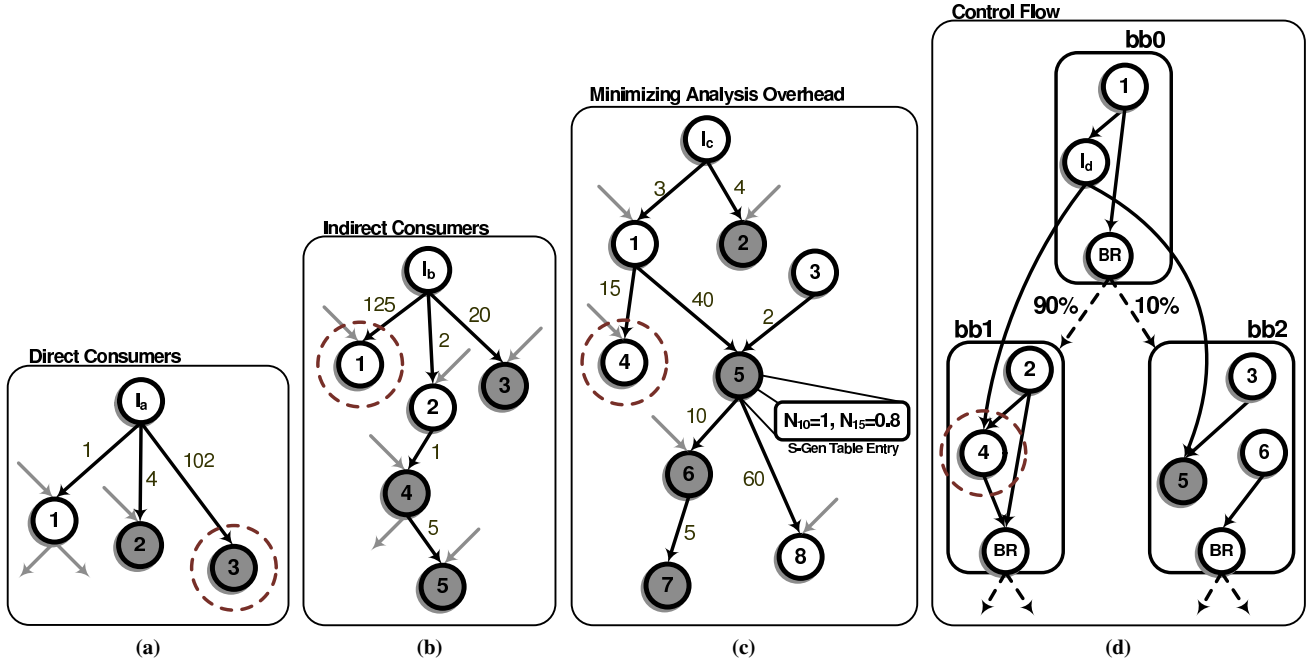 Direct Consumers
Ia
1
4
102
1
2
3
(a)
Indirect Consumers
Ib
125
2
20
1
2
3
1
4
5
5
(b)
Minimizing Analysis Overhead
Ic
3
4
1
2
3
15
40
2
4
5
N10=1, N15=0.8
S-Gen Table Entry
10
60
6
5
8
7
(c)
Control Flow
bb0
1
Id
BR
90%
10%
bb1
bb2
2
3
4
6
5
BR
BR
(d)